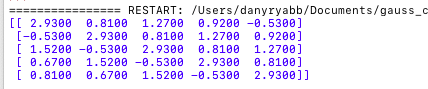 ================ RESTART: /Users/danyryabb/Documents/gauss_c
[[ 2.9300 0.8100 1.2700 0.9200 -0.5300]
[-0.5300 2.9300 0.8100 1.2700 0.9200]
[ 1.5200 -0.5300 2.9300 0.8100 1.2700]
[ 0.6700 1.5200 -0.5300 2.9300 0.8100]
[ 0.8100 0.6700 1.5200 -0.5300 2.9300]]